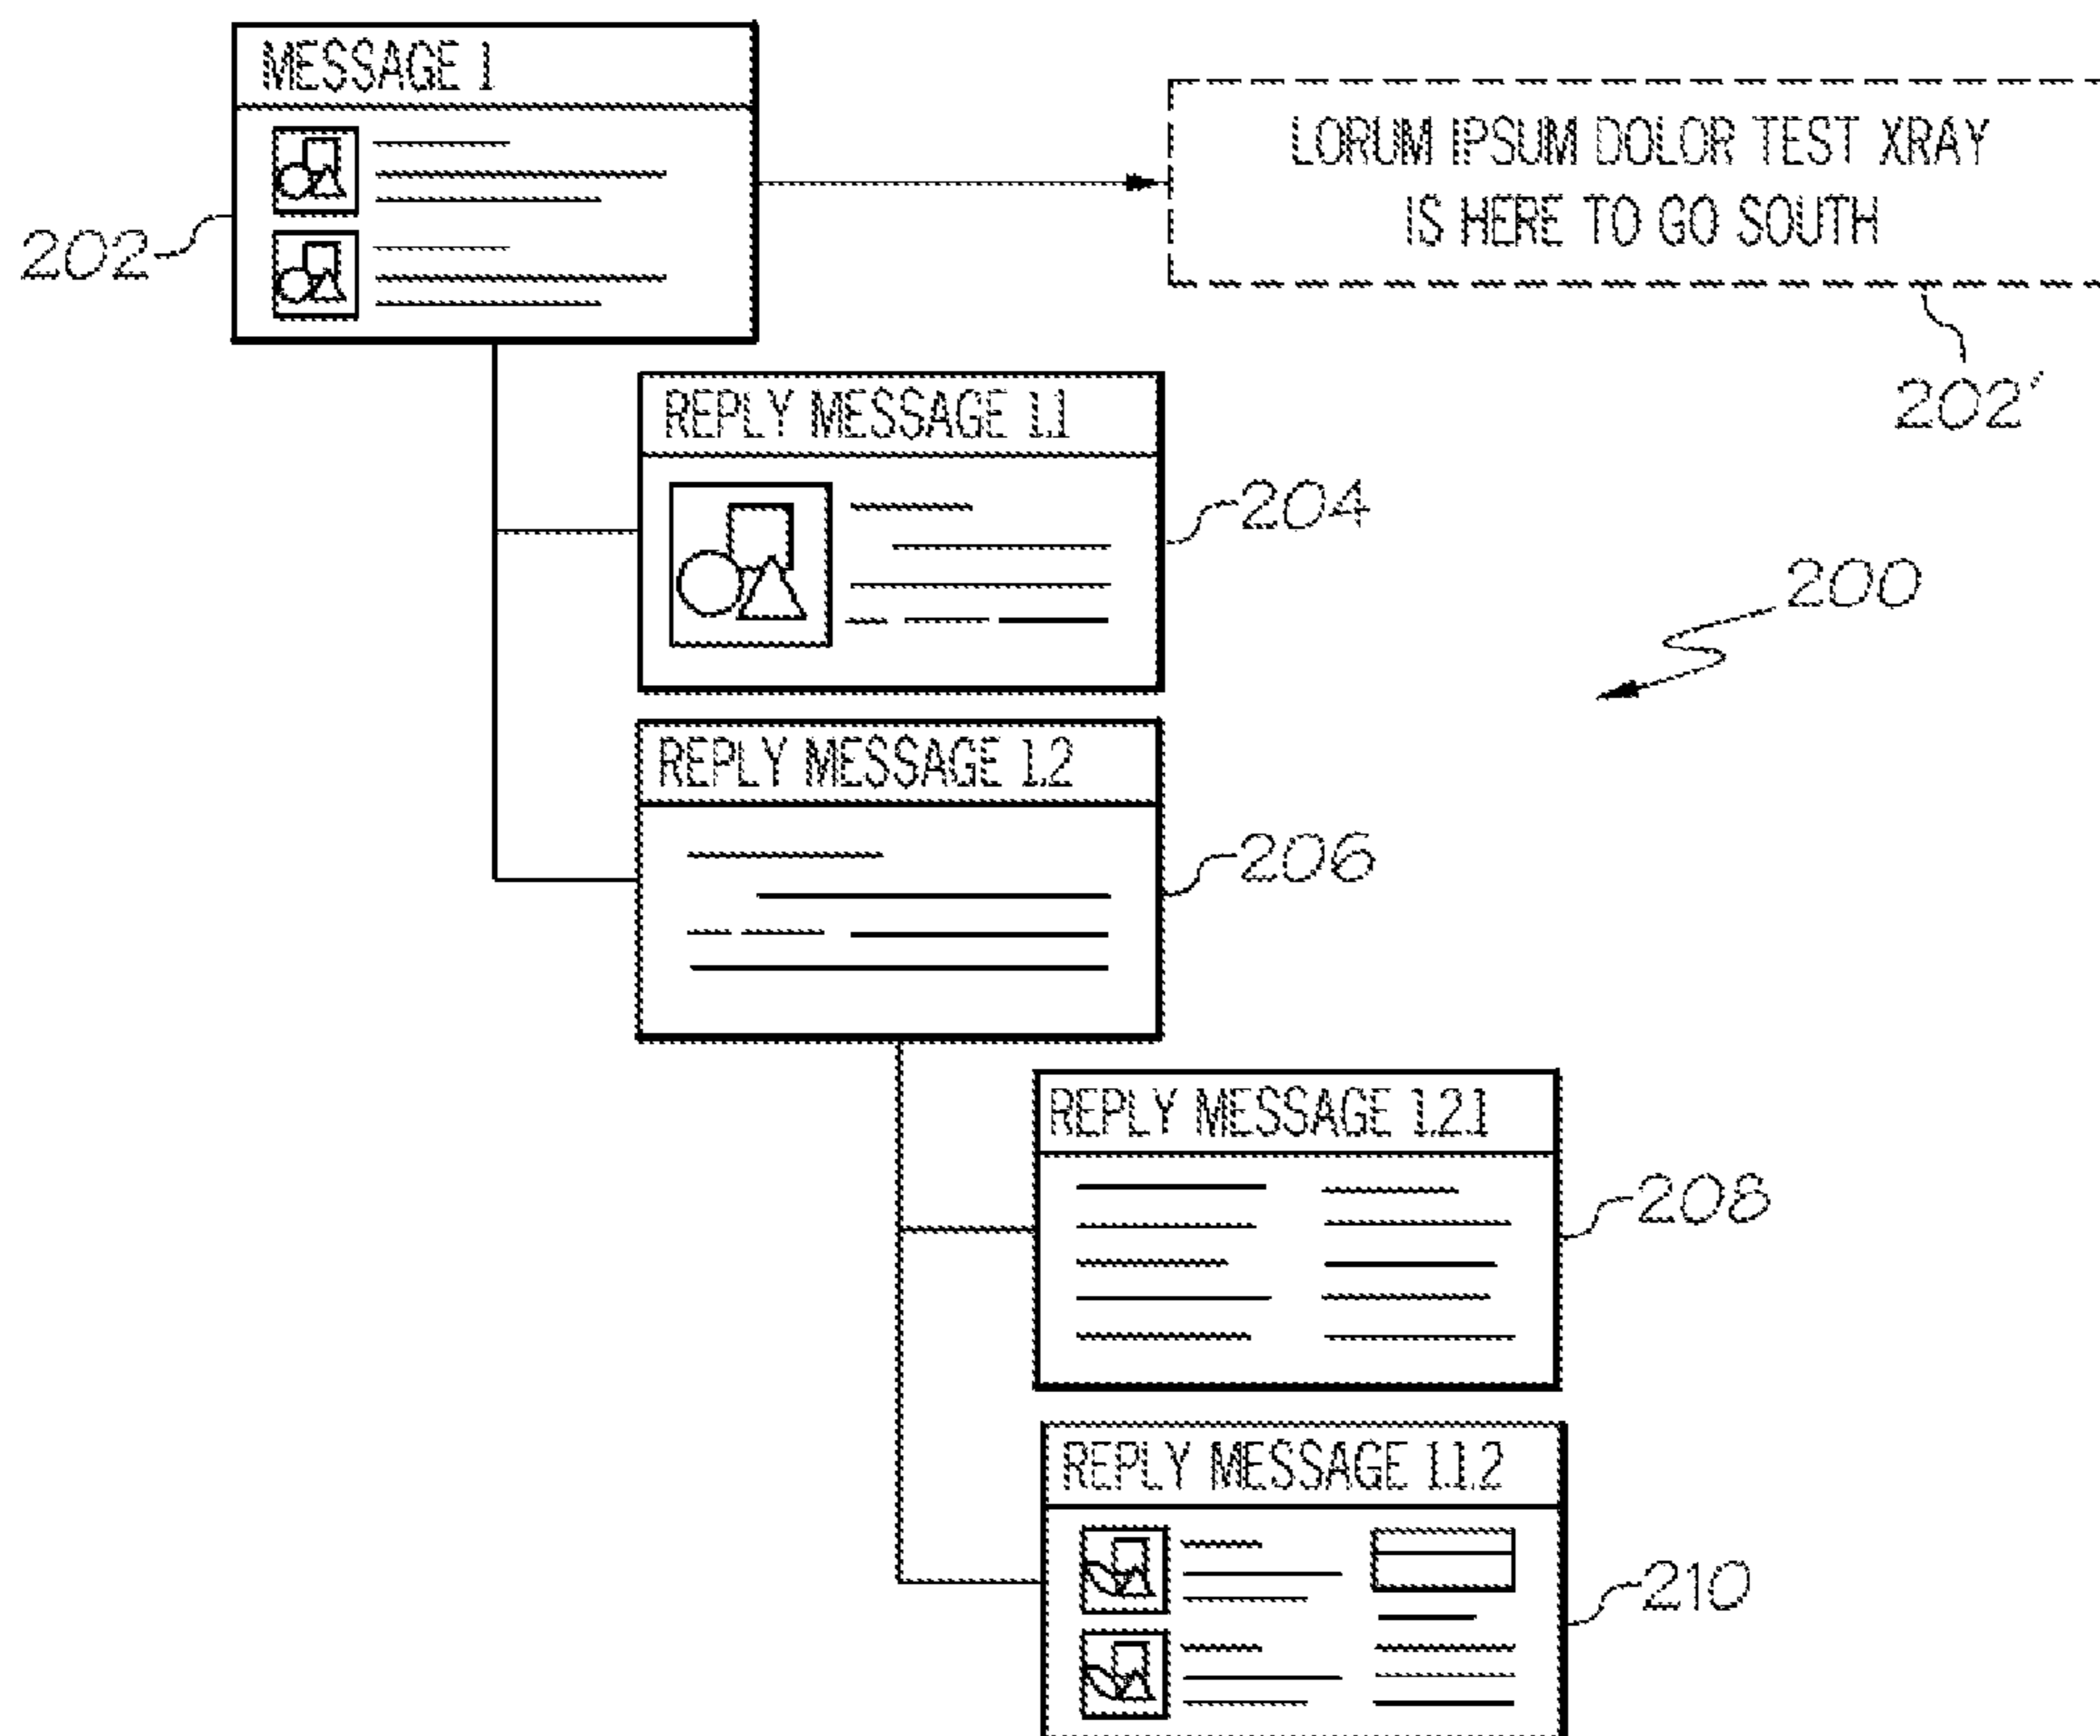 MESSAGE 1
LORUM IPSUM DOLOR TEST XRAY
IS HERE TO GO SOUTH
202
202'
REPLY MESSAGE 1.1
204
200
REPLY MESSAGE 1.2
206
REPLY MESSAGE 1.2.1
208
REPLY MESSAGE 1.1.2
210